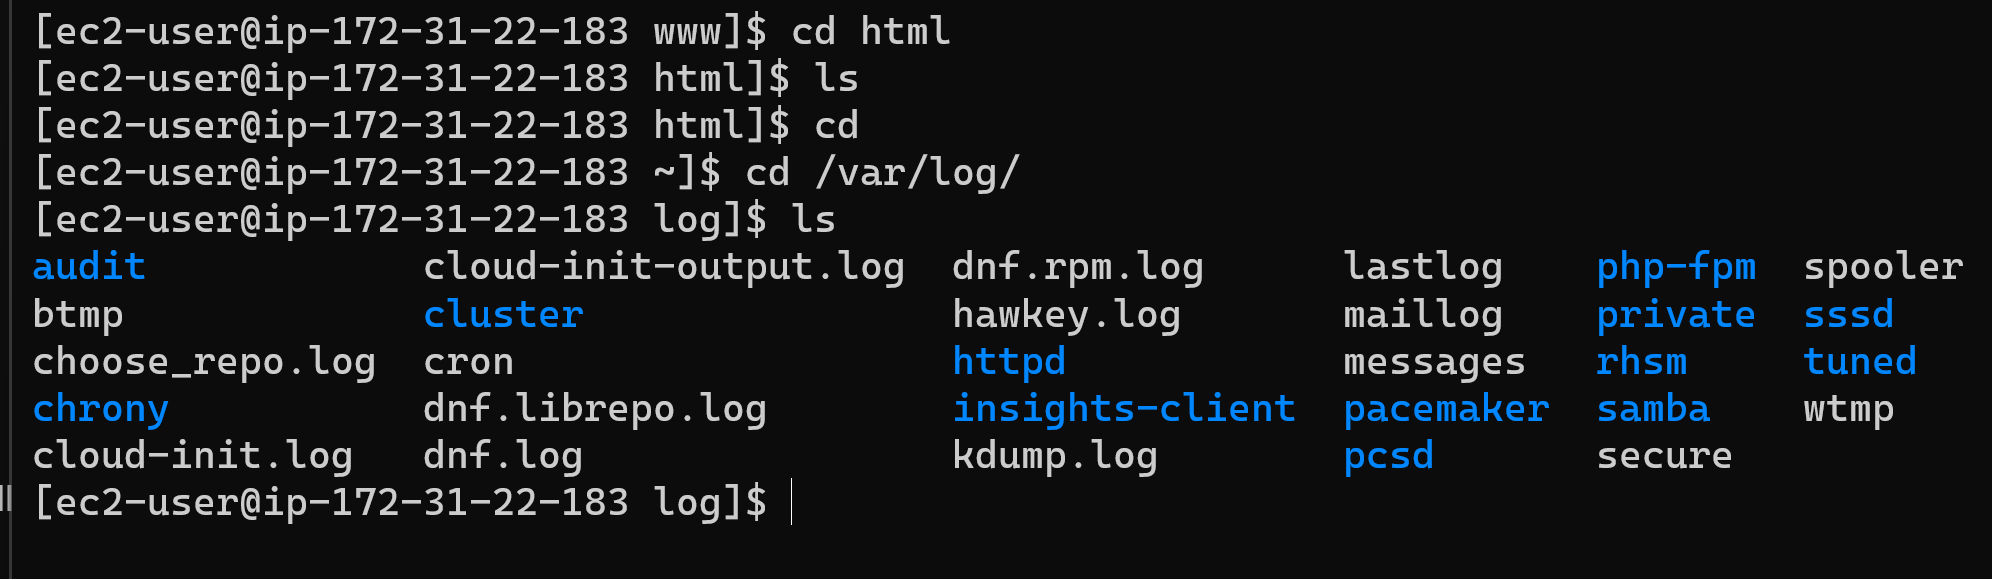 [ec2-user@ip-172-31-22-183 www]$ cd html
[ec2-user@ip-172-31-22-183 html]$ ls
[ec2-user@ip-172-31-22-183 html]$ cd
[ec2-user@ip-172-31-22-183 ~]$ cd /var/log/
[ec2-user@ip-172-31-22-183 log]$ ls
audit cloud-init-output.log dnf.rpm.log lastlog php-fpm spooler
btmp cluster hawkey.log maillog private sssd
choose_repo.log cron httpd messages rhsm tuned
chrony dnf.librepo.log insights-client pacemaker samba wtmp
cloud-init.log dnf.log kdump.log pcsd secure
[ec2-user@ip-172-31-22-183 log]$